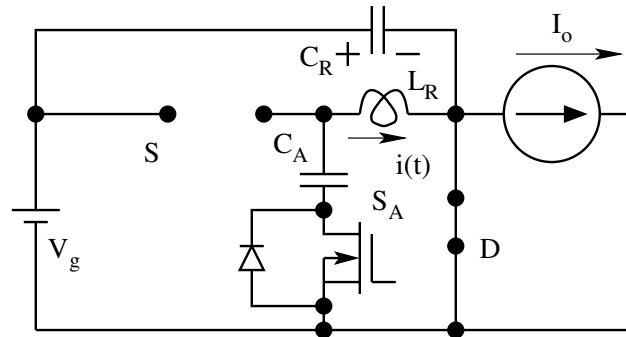 I_o
C_R + −
L_R
S
C_A
i(t)
S_A
V_g
D